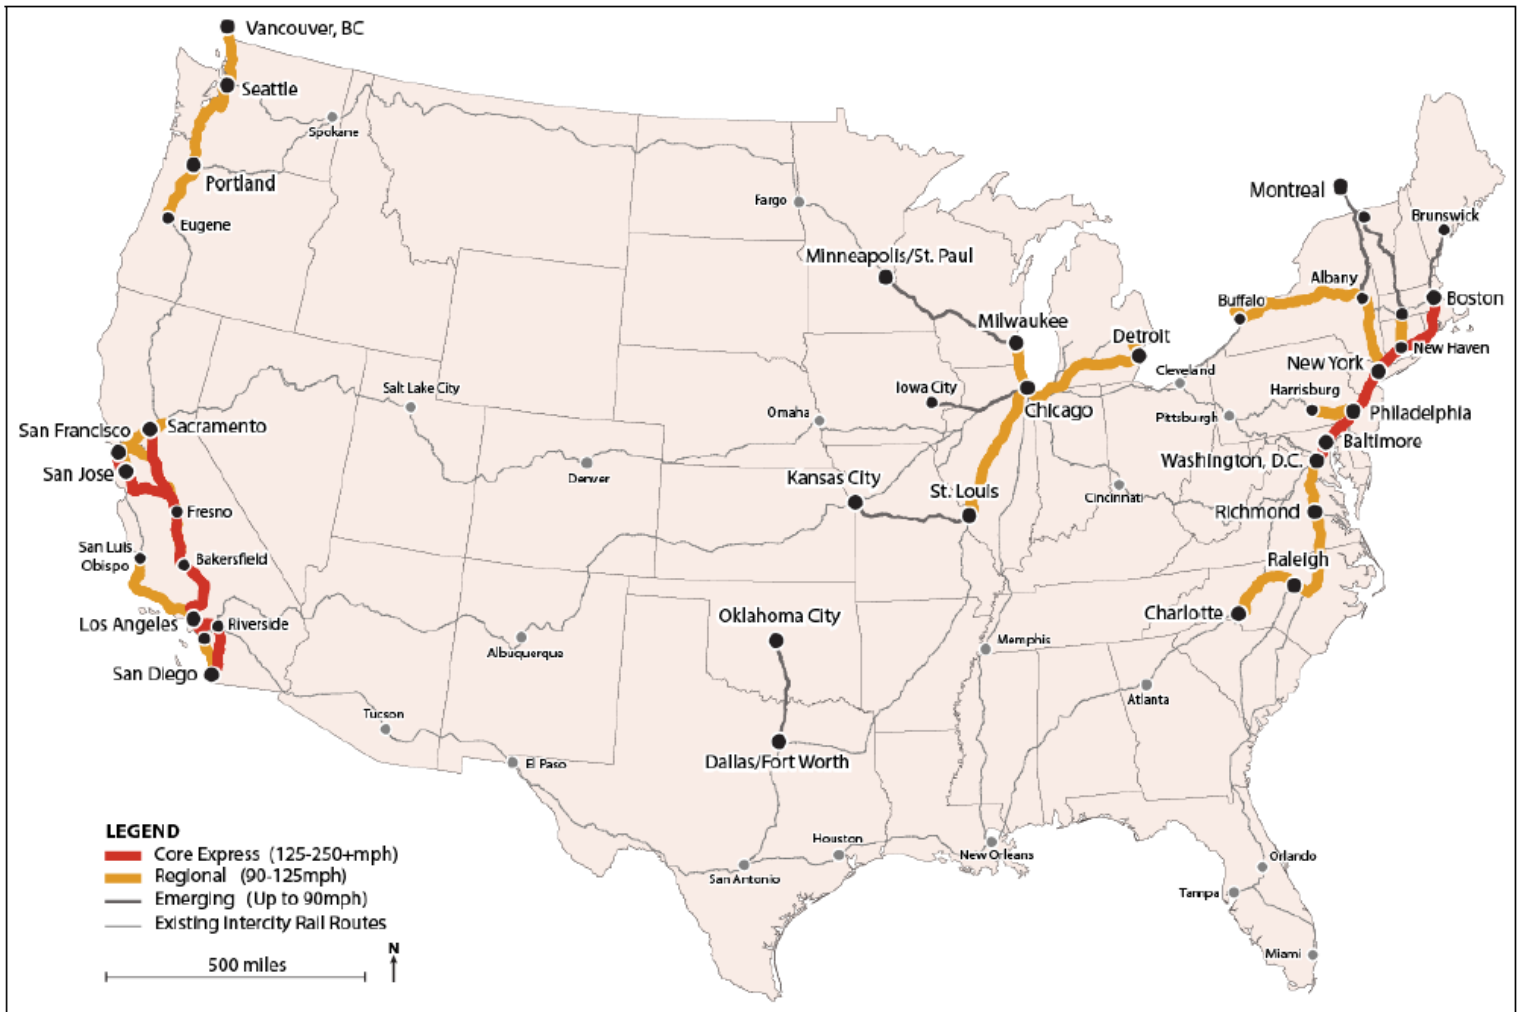 Vancouver, BC
Seattle
Spokane
Portland
Eugene
Fargo
Minneapolis/St. Paul
Montreal
Brunswick
Albany
Buffalo
Boston
Milwaukee
Detroit
New Haven
New York
Cleveland
Salt Lake City
Iowa City
Harrisburg
Chicago
Omaha
Pittsburgh
Philadelphia
San Francisco
Sacramento
Baltimore
San Jose
Denver
Kansas City
St. Louis
Washington, D.C.
Cincinnati
Fresno
Richmond
San Luis
Obispo
Bakersfield
Raleigh
Los Angeles
Riverside
Oklahoma City
Charlotte
Albuquerque
Memphis
San Diego
Atlanta
Tucson
El Paso
Dallas/Fort Worth
LEGEND
Core Express (125-250+mph)
Regional (90-125mph)
Emerging (Up to 90mph)
Existing Intercity Rail Routes
500 miles
N
Houston
New Orleans
San Antonio
Orlando
Tampa
Miami